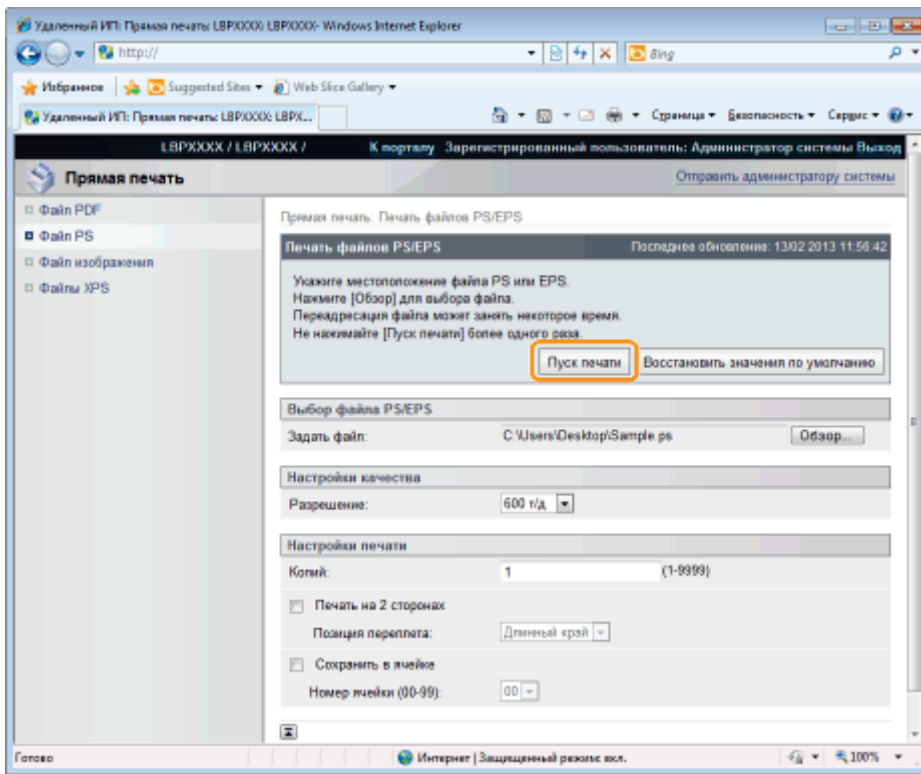 Удаленный ИП: Прямая печать: LBPXXXX: LBPXXXX- Windows Internet Explorer
http://
Bing
Избранное Suggested Sites Web Slice Gallery
Удаленный ИП: Прямая печать: LBPXXXX: LBPX...
Страница Безопасность Сервис
LBPXXXX / LBPXXXX / К порталу Зарегистрированный пользователь: Администратор системы Выход
Прямая печать Отправить администратору системы
Файл PDF
Файл PS
Файл изображения
Файлы XPS
Прямая печать: Печать файлов PS/EPS
Печать файлов PS/EPS Последнее обновление: 13/02 2013 11:56:42
Укажите местоположение файла PS или EPS.
Нажмите [Обзор] для выбора файла.
Переадресация файла может занять некоторое время.
Не нажимайте [Пуск печати] более одного раза.
Пуск печати Восстановить значения по умолчанию
Выбор файла PS/EPS
Задать файл: C:\Users\Desktop\Sample.ps Обзор...
Настройки качества
Разрешение: 600 т/д
Настройки печати
Копий: 1 (1-9999)
Печать на 2 сторонах
Позиция переплета: Длинный край
Сохранить в ячейке
Номер ячейки (00-99): 00
Готово Интернет | Защищенный режим: вкл. 100%